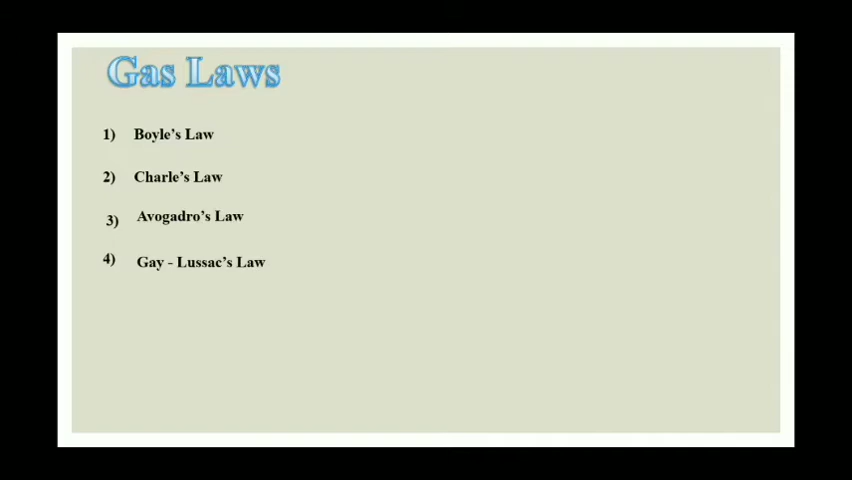 Gas Laws
1) Boyle’s Law
2) Charle’s Law
3) Avogadro’s Law
4) Gay - Lussac’s Law